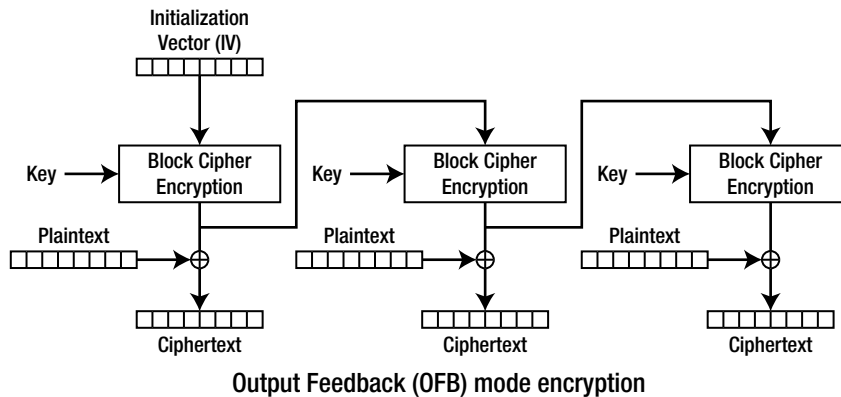 Initialization
Vector (IV)
Key
Block Cipher
Encryption
Key
Block Cipher
Encryption
Key
Block Cipher
Encryption
Plaintext
Plaintext
Plaintext
Ciphertext
Ciphertext
Ciphertext
Output Feedback (OFB) mode encryption